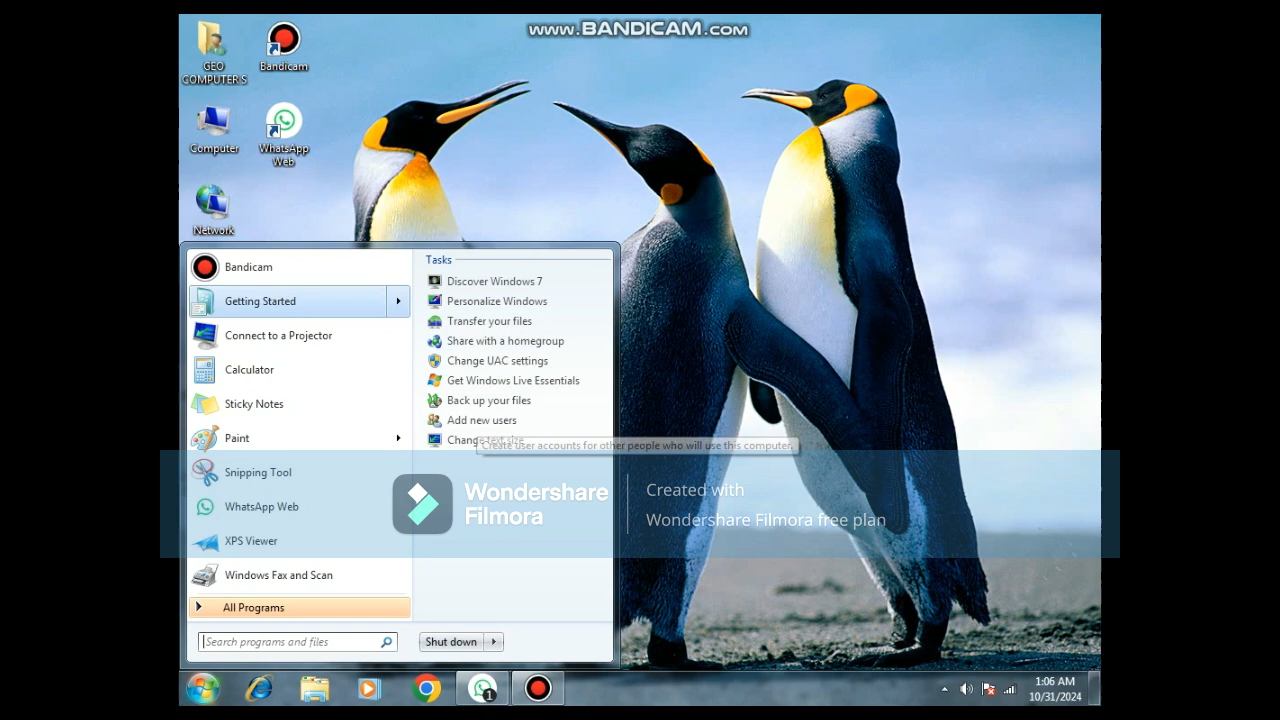 www.BANDICAM.com
GEO
COMPUTER'S
Bandicam
Computer
WhatsApp
Web
Network
Bandicam
Getting Started
Connect to a Projector
Calculator
Sticky Notes
Paint
Snipping Tool
WhatsApp Web
XPS Viewer
Windows Fax and Scan
All Programs
Search programs and files
Shut down
Tasks
Discover Windows 7
Personalize Windows
Transfer your files
Share with a homegroup
Change UAC settings
Get Windows Live Essentials
Back up your files
Add new users
Change text size
Create user accounts for other people who will use this computer.
Wondershare
Filmora
Created with
Wondershare Filmora free plan
1
1:06 AM
10/31/2024